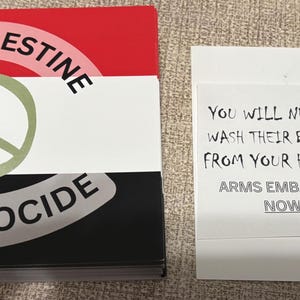 ESTINE
OCIDE
YOU WILL N
WASH THEIR
FROM YOUR
ARMS EMB
NOW